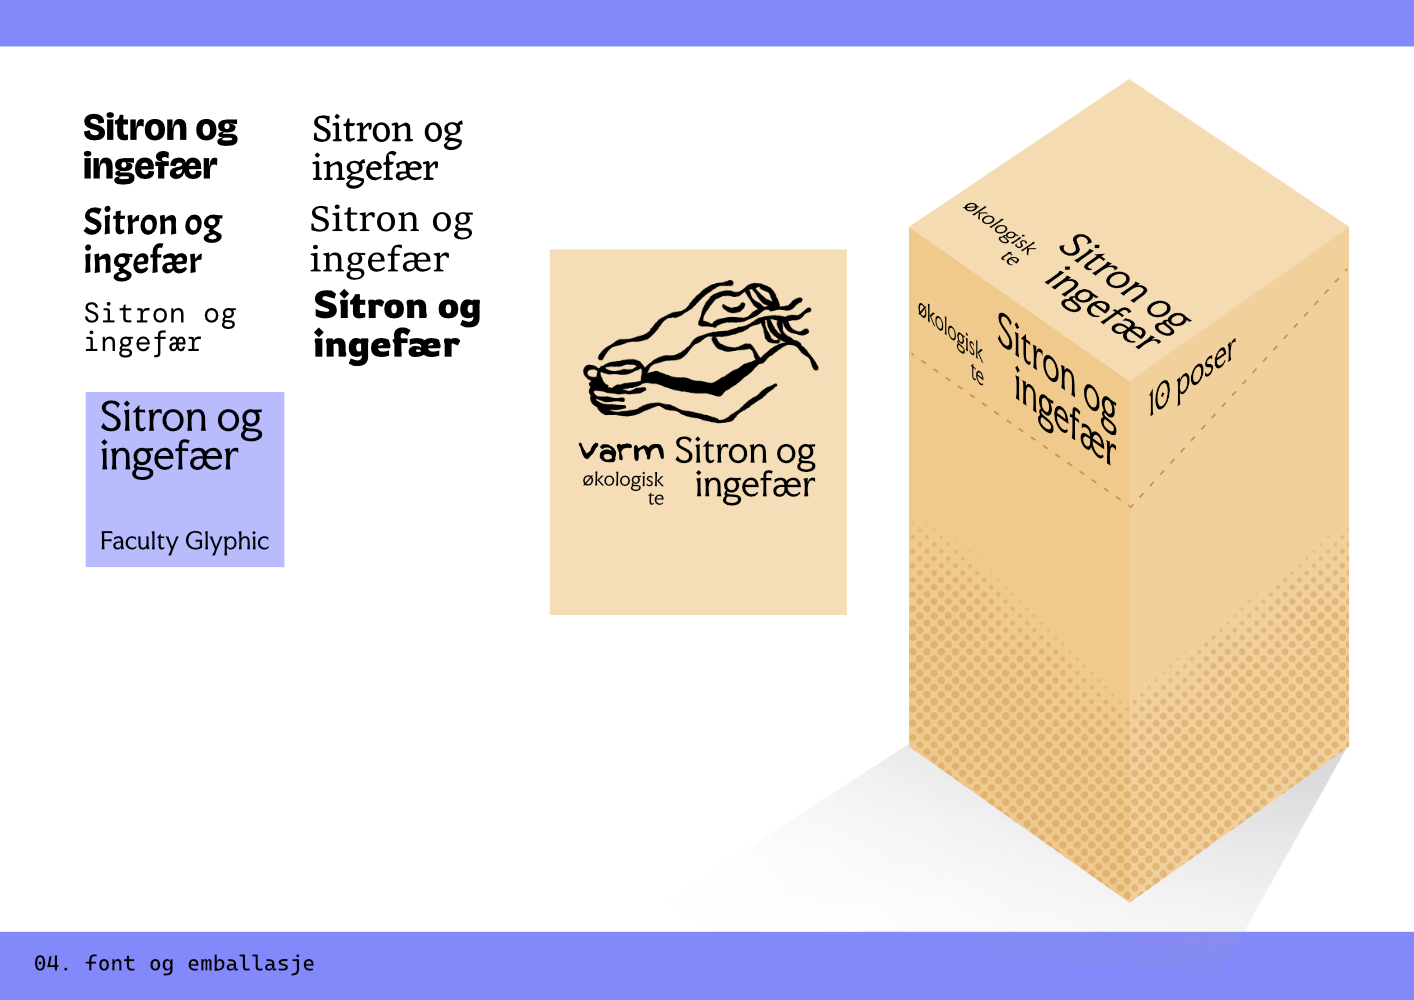 Sitron og
ingefær
Sitron og
ingefær
Sitron og
ingefær
Sitron og
ingefær
Faculty Glyphic
Sitron og
ingefær
Sitron og
ingefær
Sitron og
ingefær
varm Sitron og
økologisk ingefær
te
økologisk
te
Sitron og
ingefær
økologisk
te
Sitron og
ingefær
10 poser
04. font og emballasje